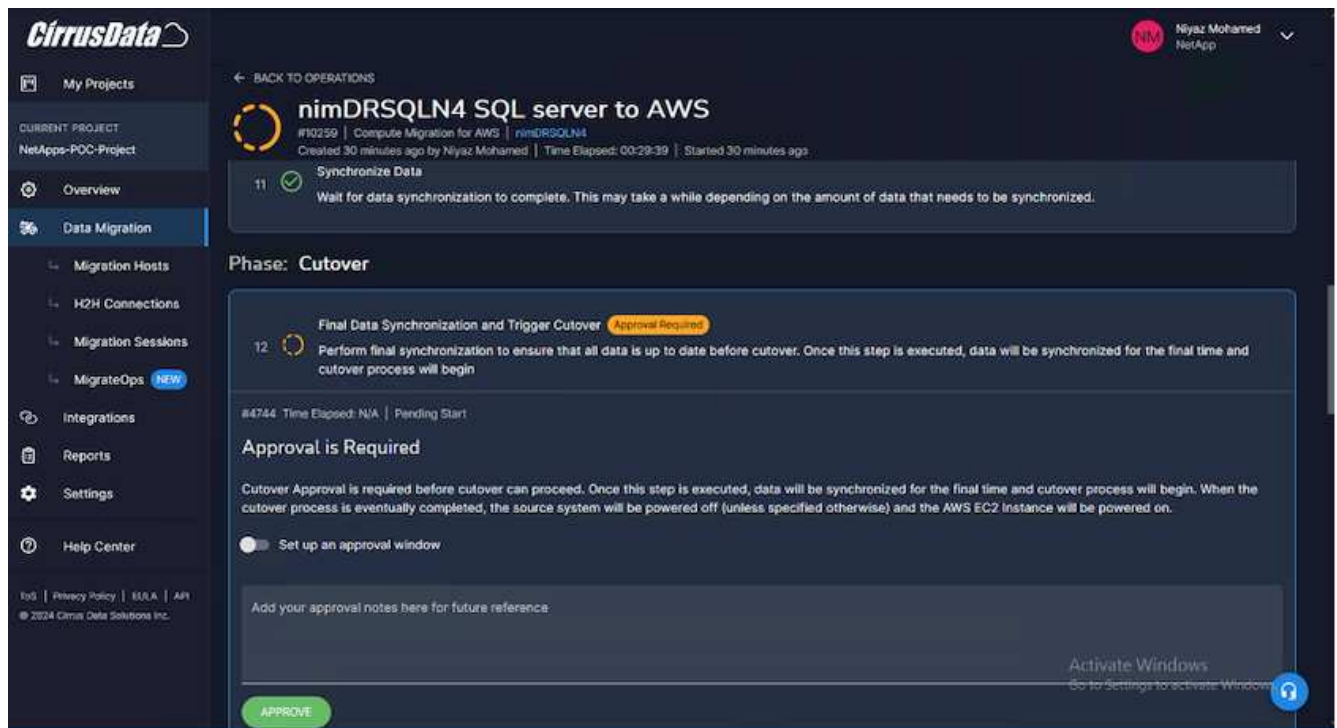 CirrusData
NM
Niyaz Mohamed
NetApp
My Projects
CURRENT PROJECT
NetApps-POC-Project
Overview
Data Migration
Migration Hosts
H2H Connections
Migration Sessions
MigrateOps NEW
Integrations
Reports
Settings
Help Center
ToS | Privacy Policy | EULA | API
© 2024 Cirrus Data Solutions Inc.
← BACK TO OPERATIONS
nimDRSQLN4 SQL server to AWS
#10259 | Compute Migration for AWS | nimDRSQLN4
Created 30 minutes ago by Niyaz Mohamed | Time Elapsed: 00:29:39 | Started 30 minutes ago
11 Synchronize Data
Wait for data synchronization to complete. This may take a while depending on the amount of data that needs to be synchronized.
Phase: Cutover
12 Final Data Synchronization and Trigger Cutover Approval Required
Perform final synchronization to ensure that all data is up to date before cutover. Once this step is executed, data will be synchronized for the final time and
cutover process will begin
#4744 Time Elapsed: N/A | Pending Start
Approval is Required
Cutover Approval is required before cutover can proceed. Once this step is executed, data will be synchronized for the final time and cutover process will begin. When the
cutover process is eventually completed, the source system will be powered off (unless specified otherwise) and the AWS EC2 Instance will be powered on.
Set up an approval window
Add your approval notes here for future reference
Activate Windows
Go to Settings to activate Window
APPROVE